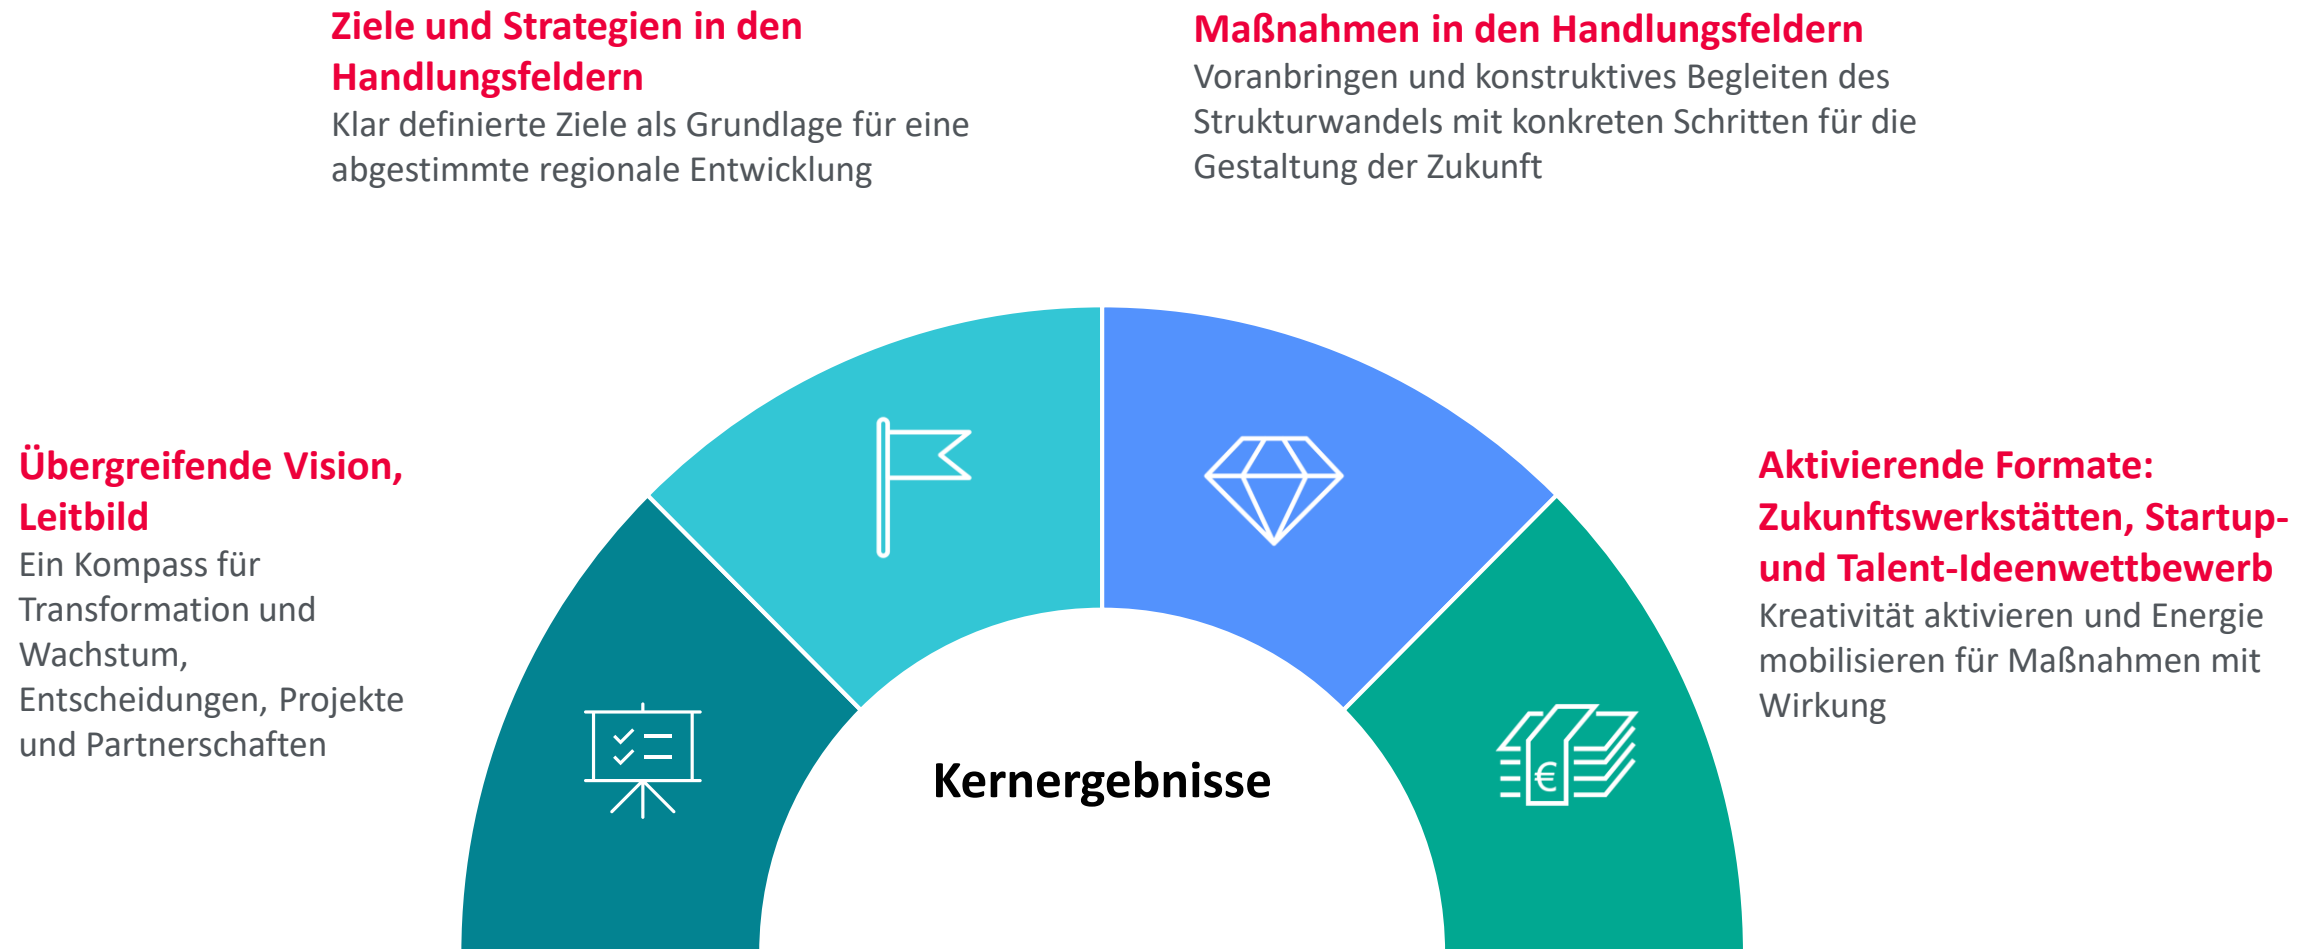 Ziele und Strategien in den
Handlungsfeldern
Klar definierte Ziele als Grundlage für eine
abgestimmte regionale Entwicklung
Maßnahmen in den Handlungsfeldern
Voranbringen und konstruktives Begleiten des
Strukturwandels mit konkreten Schritten für die
Gestaltung der Zukunft
Übergreifende Vision,
Leitbild
Ein Kompass für
Transformation und
Wachstum,
Entscheidungen, Projekte
und Partnerschaften
Aktivierende Formate:
Zukunftswerkstätten, Startup-
und Talent-Ideenwettbewerb
Kreativität aktivieren und Energie
mobilisieren für Maßnahmen mit
Wirkung
€
Kernergebnisse